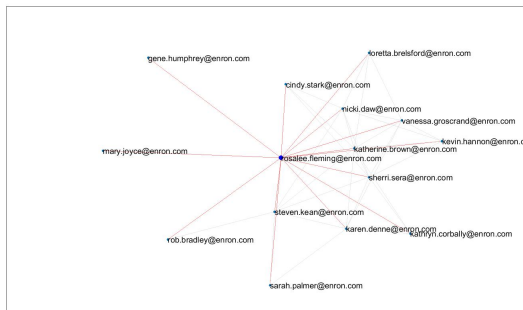 loretta.brelsford@enron.com
gene.humphrey@enron.com
cindy.stark@enron.com
nicki.daw@enron.com
vanessa.groscrand@enron.com
kevin.hannon@enron.com
katherine.brown@enron.com
mary.joyce@enron.com
rosalee.fleming@enron.com
sherri.sera@enron.com
steven.kean@enron.com
karen.denne@enron.com
kathryn.corbally@enron.com
rob.bradley@enron.com
sarah.palmer@enron.com